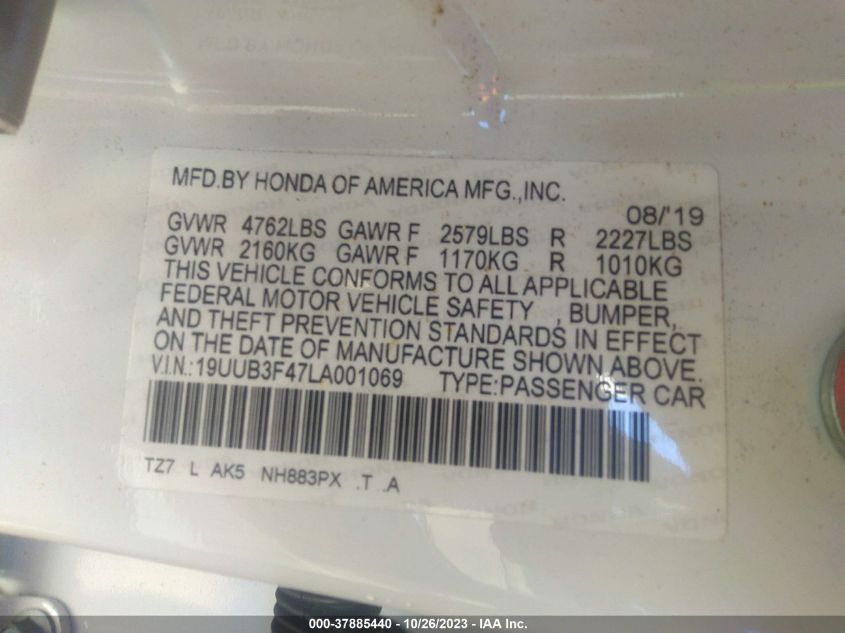 MFD.BY HONDA OF AMERICA MFG.,INC.
08/'19
GVWR 4762LBS GAWR F 2579LBS R 2227LBS
GVWR 2160KG GAWR F 1170KG R 1010KG
THIS VEHICLE CONFORMS TO ALL APPLICABLE
FEDERAL MOTOR VEHICLE SAFETY , BUMPER,
AND THEFT PREVENTION STANDARDS IN EFFECT
ON THE DATE OF MANUFACTURE SHOWN ABOVE.
V.I.N.:19UUB3F47LA001069 TYPE:PASSENGER CAR
TZ7 L AK5 NH883PX .T .A
000-37885440 - 10/26/2023 - IAA Inc.